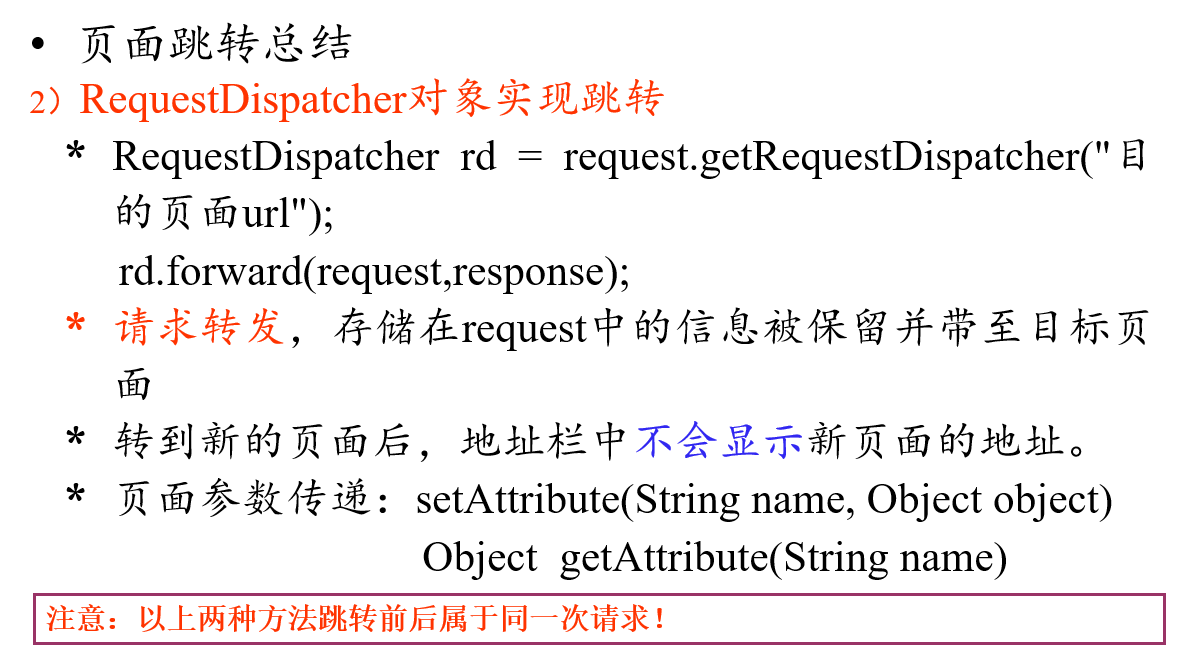 • 页面跳转总结
2）RequestDispatcher对象实现跳转
* RequestDispatcher rd = request.getRequestDispatcher("目
的页面url");
rd.forward(request,response);
* 请求转发，存储在request中的信息被保留并带至目标页
面
* 转到新的页面后，地址栏中不会显示新页面的地址。
* 页面参数传递：setAttribute(String name, Object object)
Object getAttribute(String name)
注意：以上两种方法跳转前后属于同一次请求！